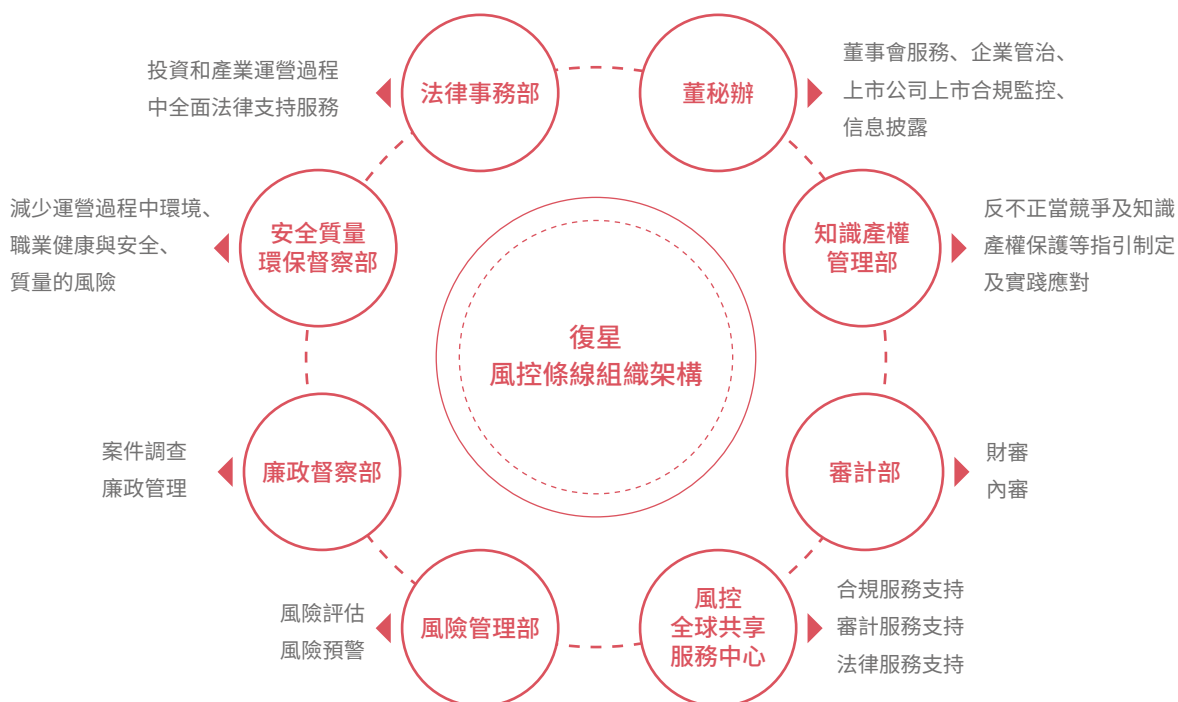 投資和產業運營過程
中全面法律支持服務
法律事務部
董秘辦
董事會服務、企業管治、
上市公司上市合規監控、
信息披露
減少運營過程中環境、
職業健康與安全、
質量的風險
安全質量
環保督察部
知識產權
管理部
反不正當競爭及知識
產權保護等指引制定
及實踐應對
復星
風控條線組織架構
案件調查
廉政管理
廉政督察部
審計部
財審
內審
風險評估
風險預警
風險管理部
風控
全球共享
服務中心
合規服務支持
審計服務支持
法律服務支持